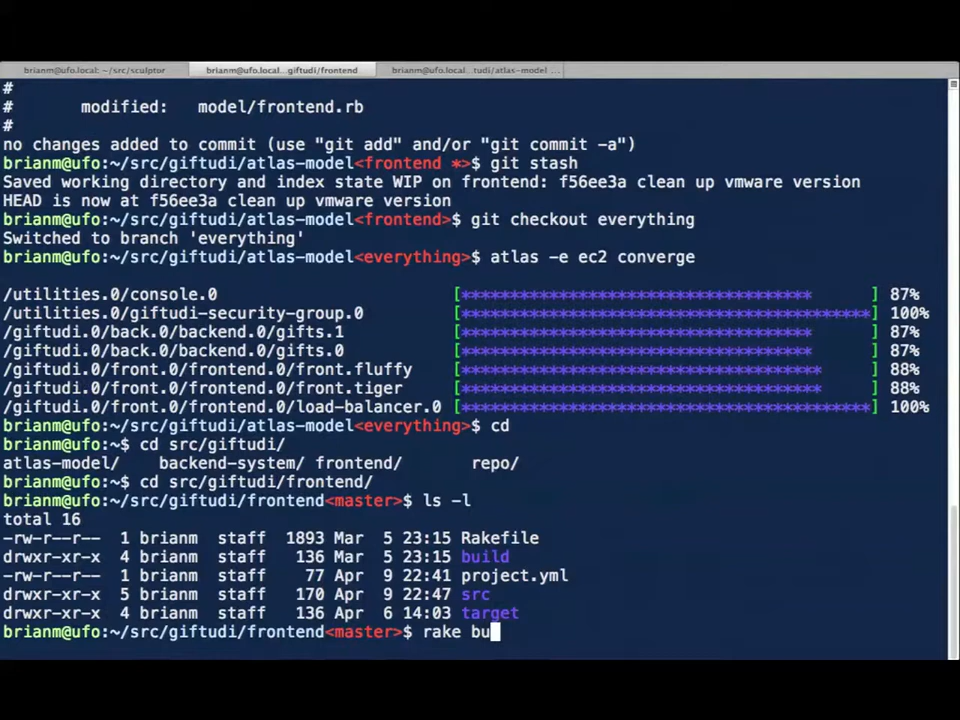 brianm@ufo.local: ~/src/sculptor
brianm@ufo.local...giftudi/frontend
brianm@ufo.local...tudi/atlas-model ...
#
#       modified:   model/frontend.rb
#
no changes added to commit (use "git add" and/or "git commit -a")
brianm@ufo:~/src/giftudi/atlas-model<frontend *>$ git stash
Saved working directory and index state WIP on frontend: f56ee3a clean up vmware version
HEAD is now at f56ee3a clean up vmware version
brianm@ufo:~/src/giftudi/atlas-model<frontend>$ git checkout everything
Switched to branch 'everything'
brianm@ufo:~/src/giftudi/atlas-model<everything>$ atlas -e ec2 converge
/utilities.0/console.0 [************************************ ] 87%
/utilities.0/giftudi-security-group.0 [******************************************] 100%
/giftudi.0/back.0/backend.0/gifts.1 [************************************ ] 87%
/giftudi.0/back.0/backend.0/gifts.0 [************************************ ] 87%
/giftudi.0/front.0/frontend.0/front.fluffy [************************************* ] 88%
/giftudi.0/front.0/frontend.0/front.tiger [************************************* ] 88%
/giftudi.0/front.0/frontend.0/load-balancer.0 [******************************************] 100%
brianm@ufo:~/src/giftudi/atlas-model<everything>$ cd
brianm@ufo:~$ cd src/giftudi/
atlas-model/    backend-system/ frontend/       repo/
brianm@ufo:~$ cd src/giftudi/frontend/
brianm@ufo:~/src/giftudi/frontend<master>$ ls -l
total 16
-rw-r--r--  1 brianm  staff  1893 Mar  5 23:15 Rakefile
drwxr-xr-x  4 brianm  staff   136 Mar  5 23:15 build
-rw-r--r--  1 brianm  staff    77 Apr  9 22:41 project.yml
drwxr-xr-x  5 brianm  staff   170 Apr  9 22:47 src
drwxr-xr-x  4 brianm  staff   136 Apr  6 14:03 target
brianm@ufo:~/src/giftudi/frontend<master>$ rake bu